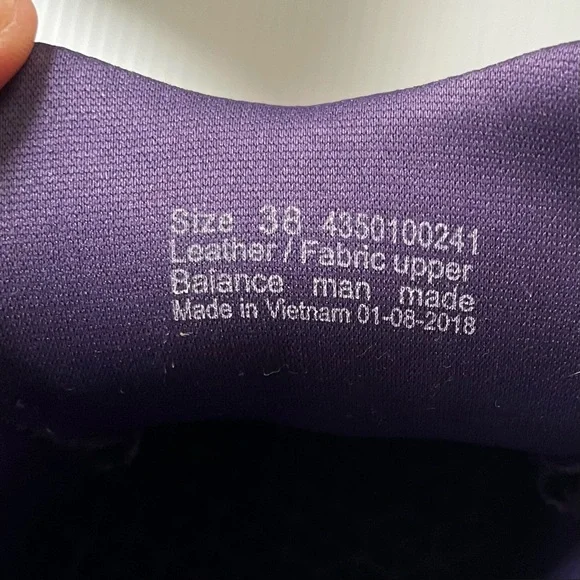 Size 38 4350100241
Leather / Fabric upper
Balance man made
Made in Vietnam 01-08-2018